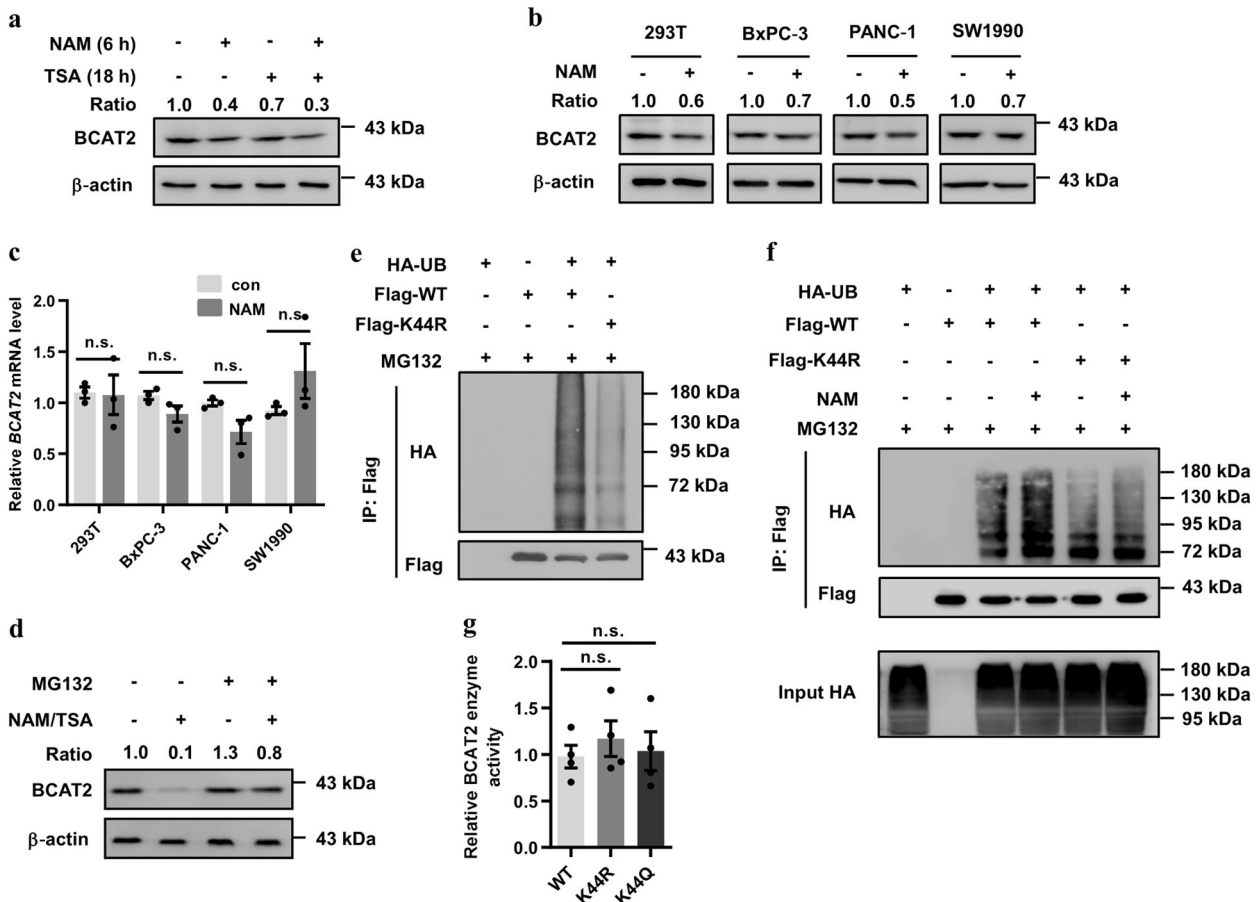 a
NAM (6 h) - + - +
TSA (18 h) - - + +
Ratio 1.0 0.4 0.7 0.3
BCAT2 43 kDa
β-actin 43 kDa
b
293T BxPC-3 PANC-1 SW1990
NAM - + - + - + - +
Ratio 1.0 0.6 1.0 0.7 1.0 0.5 1.0 0.7
BCAT2 43 kDa
β-actin 43 kDa
c
Relative BCAT2 mRNA level
con
NAM
2.0
1.5
1.0
0.5
0.0
n.s. n.s. n.s. n.s
293T BxPC-3 PANC-1 SW1990
d
MG132 - - + +
NAM/TSA - + - +
Ratio 1.0 0.1 1.3 0.8
BCAT2 43 kDa
β-actin 43 kDa
e
HA-UB + - + +
Flag-WT - + + -
Flag-K44R - - - +
MG132 + + + +
IP: Flag
HA
180 kDa
130 kDa
95 kDa
72 kDa
Flag 43 kDa
f
HA-UB + - + + + +
Flag-WT - + + + - -
Flag-K44R - - - - + +
NAM - - - + - +
MG132 + + + + + +
IP: Flag
HA
180 kDa
130 kDa
95 kDa
72 kDa
Flag 43 kDa
Input HA
180 kDa
130 kDa
95 kDa
g
Relative BCAT2 enzyme
activity
n.s.
n.s.
2.0
1.5
1.0
0.5
0.0
WT K44R K44Q